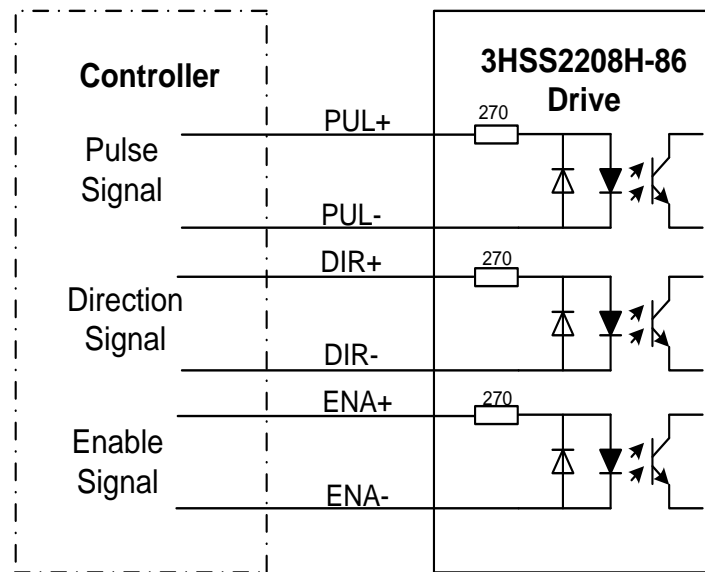 Controller
3HSS2208H-86
Drive
PUL+
270
Pulse
Signal
PUL-
DIR+
270
Direction
Signal
DIR-
ENA+
270
Enable
Signal
ENA-